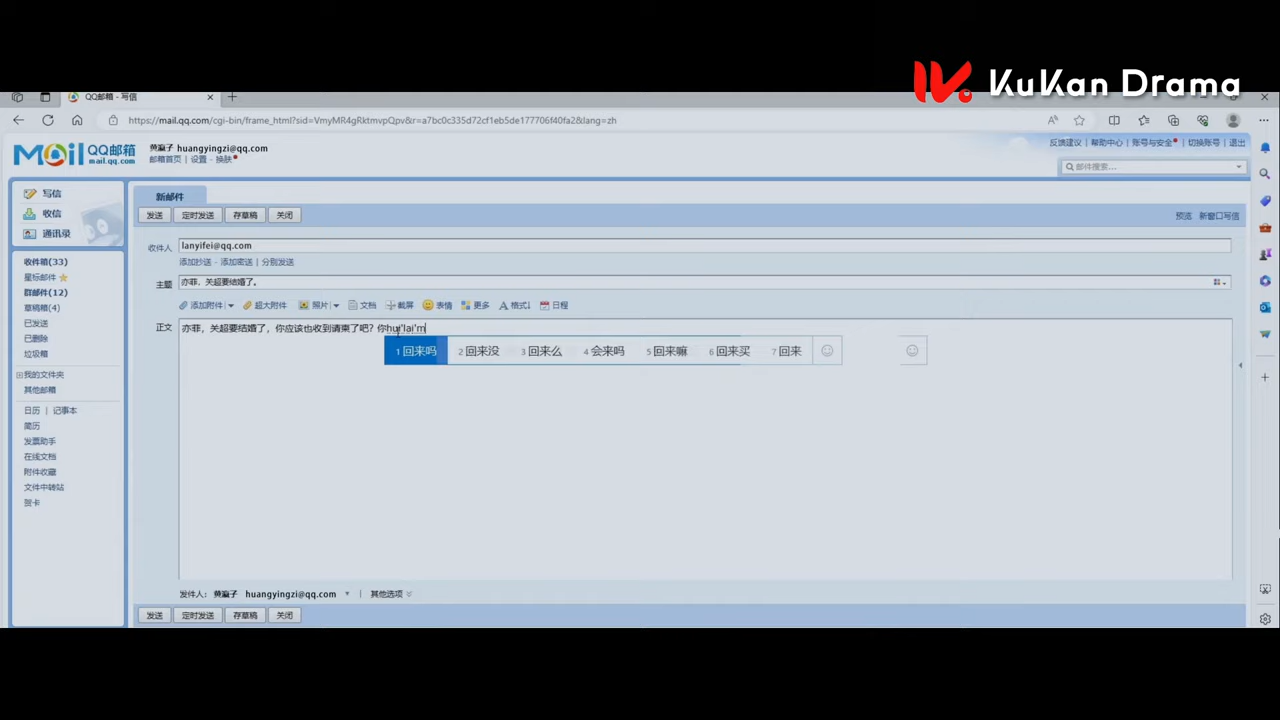 KuKan Drama
QQ邮箱 - 写信
https://mail.qq.com/cgi-bin/frame_html?sid=VmyMR4gRktmvpQpv&r=a7bc0c335d72cf1eb5de177706f40fa2&lang=zh
Mail QQ邮箱 mail.qq.com
黄瀛子 huangyingzi@qq.com
邮箱首页 | 设置 - 换肤
反馈建议 | 帮助中心 | 账号与安全 | 切换账号 | 退出
邮件搜索...
写信
收信
通讯录
收件箱(33)
星标邮件
群邮件(12)
草稿箱(4)
已发送
已删除
垃圾箱
我的文件夹
其他邮箱
日历 | 记事本
简历
发票助手
在线文档
附件收藏
文件中转站
贺卡
新邮件
发送 定时发送 存草稿 关闭
预览 新窗口写信
收件人 lanyifei@qq.com
添加抄送 - 添加密送 | 分别发送
主题 亦菲，关超要结婚了。
添加附件 超大附件 照片 文档 截屏 表情 更多 格式↓ 日程
正文 亦菲，关超要结婚了，你应该也收到请柬了吧？你hui'lai'm
1 回来吗 2 回来没 3 回来么 4 会来吗 5 回来嘛 6 回来买 7 回来
发件人： 黄瀛子 huangyingzi@qq.com | 其他选项
发送 定时发送 存草稿 关闭